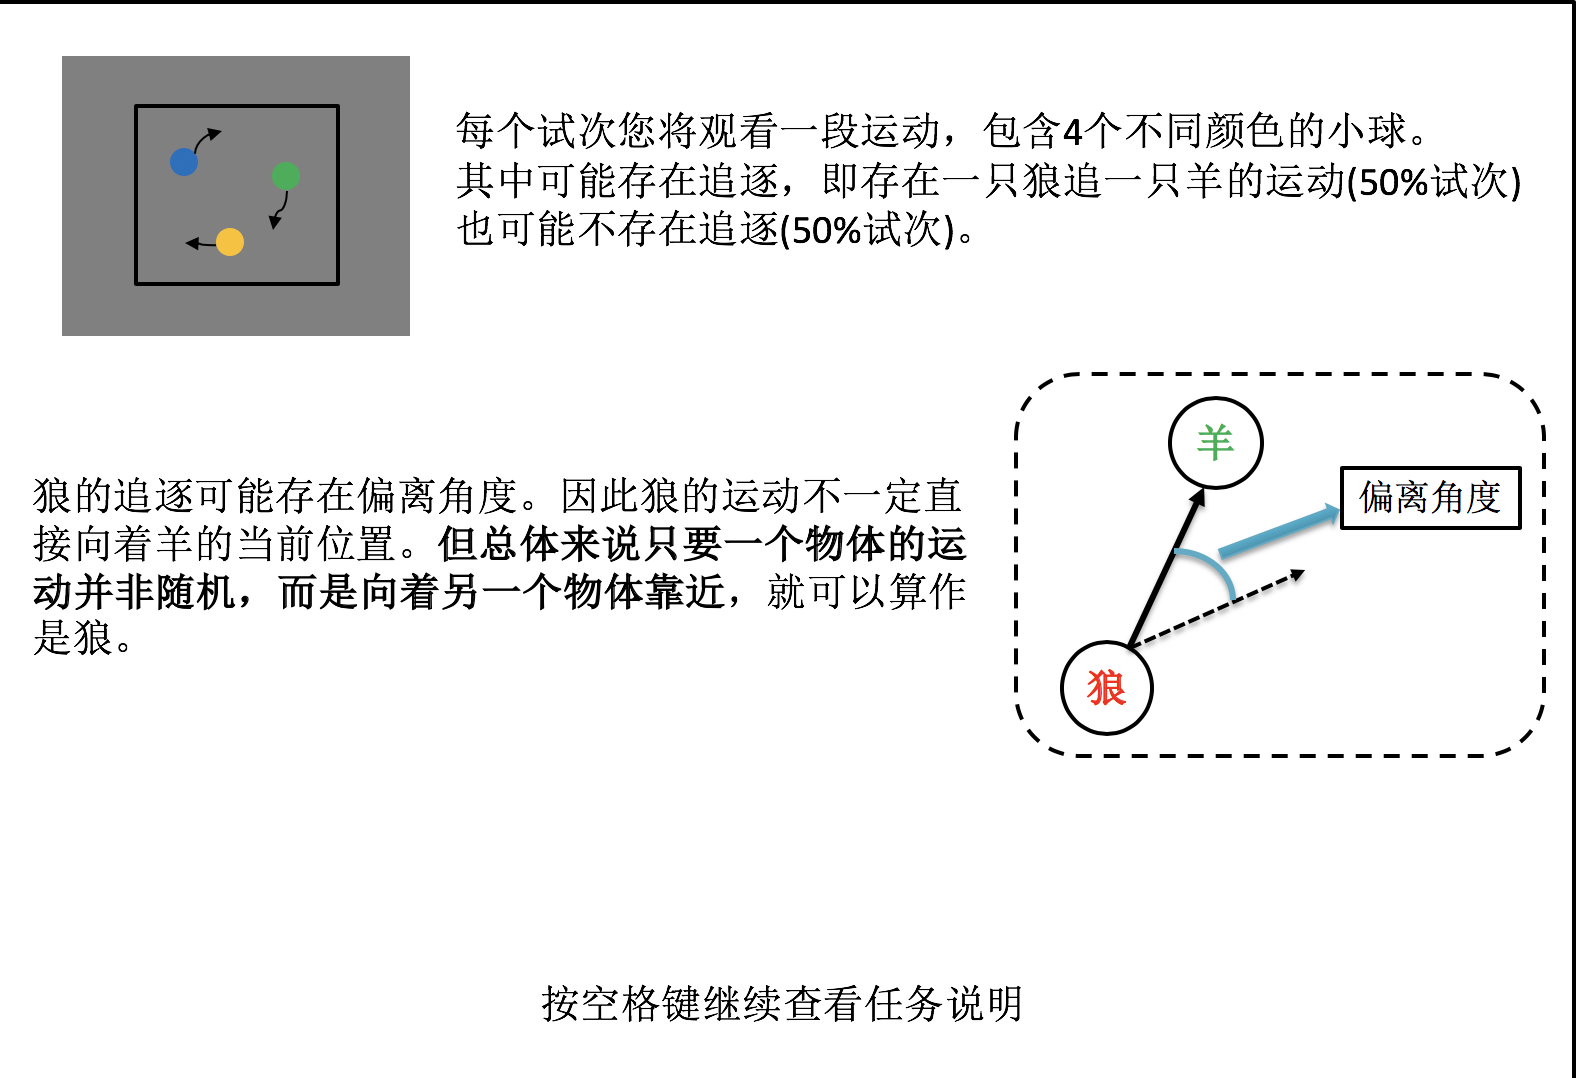 每个试次您将观看一段运动，包含4个不同颜色的小球。
其中可能存在追逐，即存在一只狼追一只羊的运动(50%试次)
也可能不存在追逐(50%试次)。
羊
偏离角度
狼的追逐可能存在偏离角度。因此狼的运动不一定直
接向着羊的当前位置。但总体来说只要一个物体的运
动并非随机，而是向着另一个物体靠近，就可以算作
是狼。
狼
按空格键继续查看任务说明